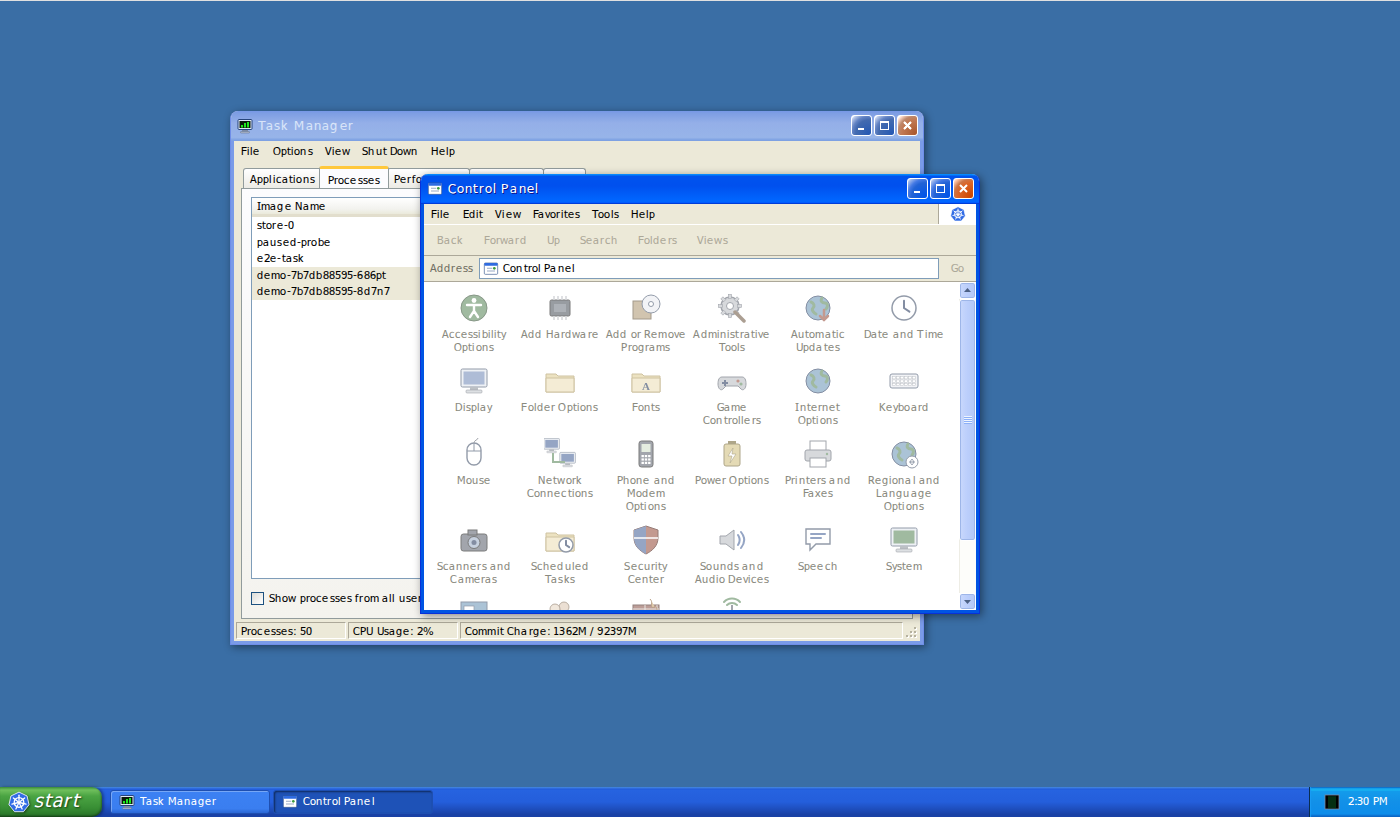 Task Manager
File Options View Shut Down Help
Applications Processes Perfo
Image Name
store-0
paused-probe
e2e-task
demo-7b7db88595-686pt
demo-7b7db88595-8d7n7
Show processes from all user
Processes: 50 CPU Usage: 2% Commit Charge: 1362M / 92397M
Control Panel
File Edit View Favorites Tools Help
Back Forward Up Search Folders Views
Address Control Panel Go
Accessibility Options
Add Hardware
Add or Remove Programs
Administrative Tools
Automatic Updates
Date and Time
Display
Folder Options
Fonts
Game Controllers
Internet Options
Keyboard
Mouse
Network Connections
Phone and Modem Options
Power Options
Printers and Faxes
Regional and Language Options
Scanners and Cameras
Scheduled Tasks
Security Center
Sounds and Audio Devices
Speech
System
start Task Manager Control Panel 2:30 PM